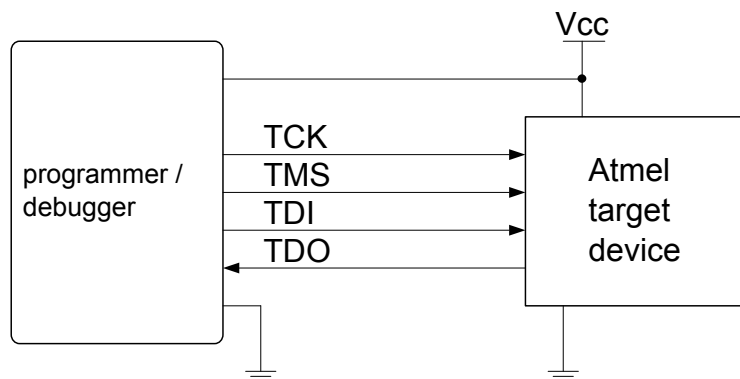 Vcc
TCK
TMS
TDI
TDO
programmer /
debugger
Atmel
target
device